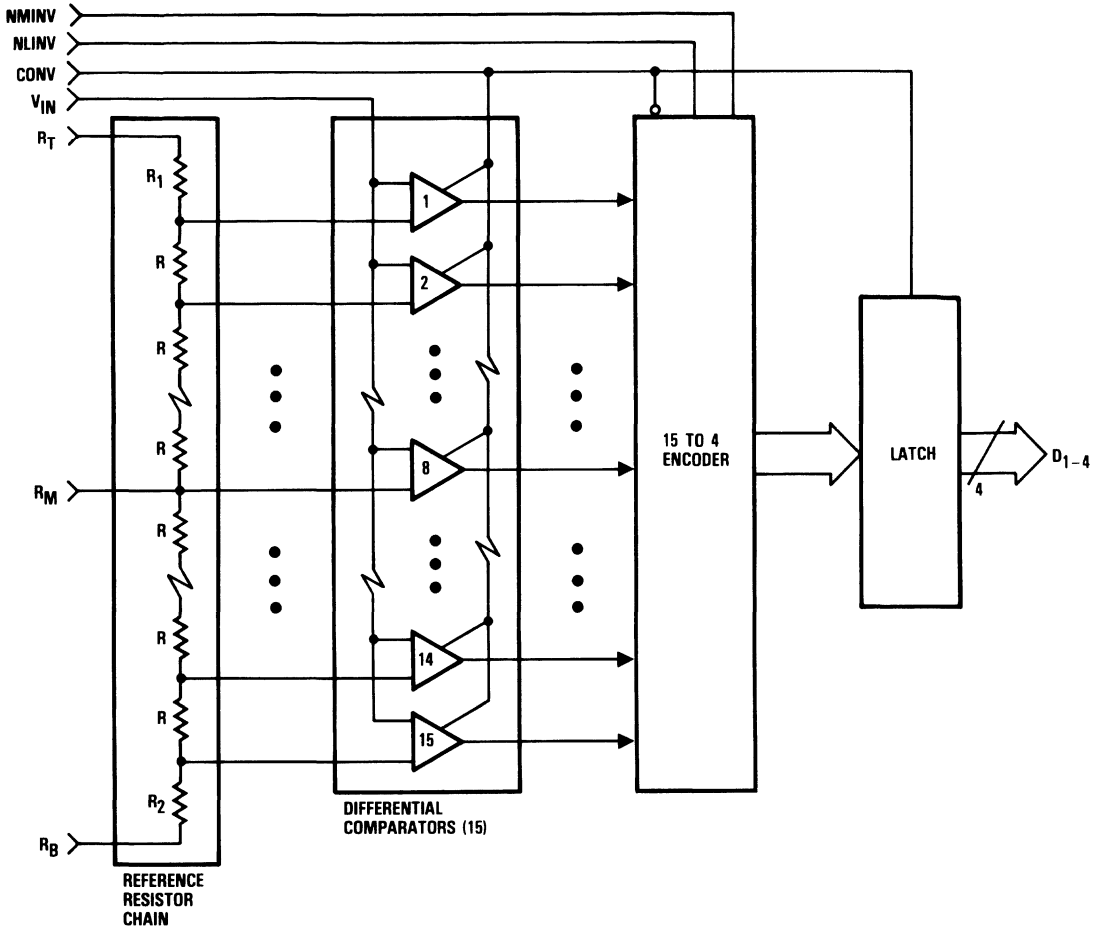 NMINV
NLINV
CONV
VIN
RT
R1
1
R
2
R
R
8
15 TO 4
ENCODER
LATCH
D1-4
4
RM
R
R
14
R
15
R2
RB
DIFFERENTIAL
COMPARATORS (15)
REFERENCE
RESISTOR
CHAIN